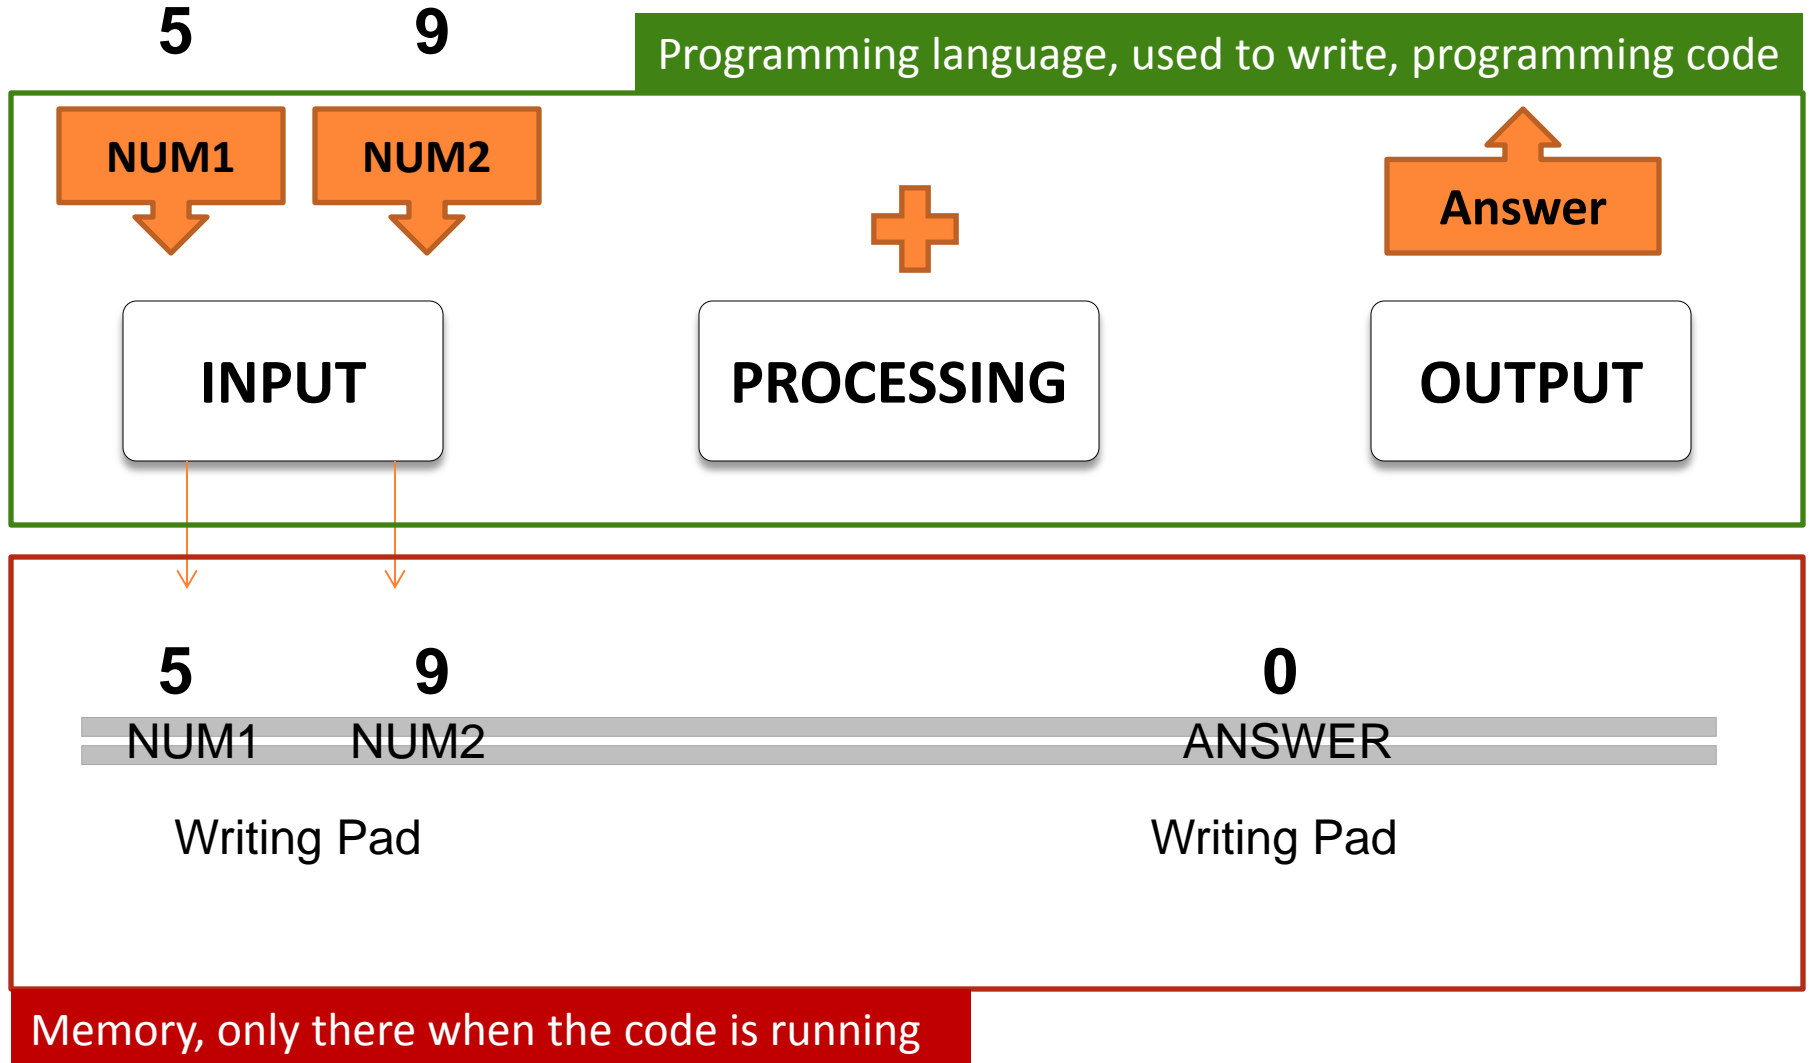 5 9
Programming language, used to write, programming code
NUM1 NUM2
Answer
INPUT PROCESSING OUTPUT
5 9 0
NUM1 NUM2 ANSWER
Writing Pad Writing Pad
Memory, only there when the code is running